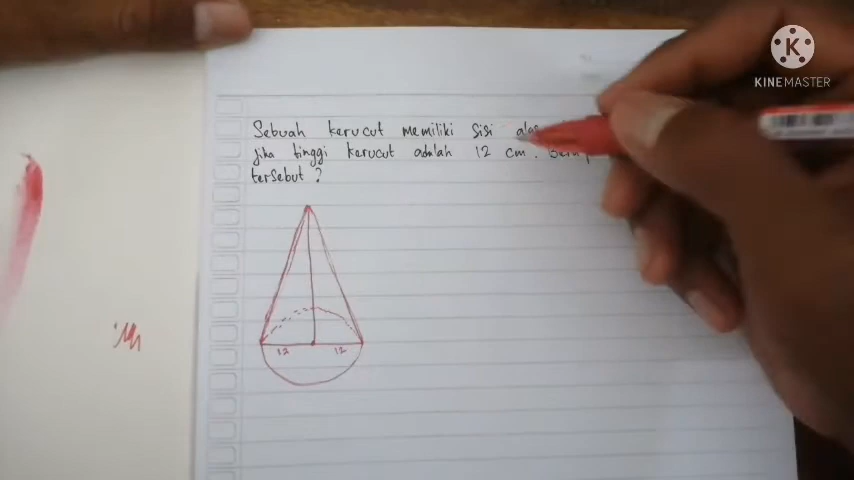 Sebuah kerucut memiliki sisi
jika tinggi kerucut adalah 12 cm.
tersebut ?
12 12
K
KINEMASTER